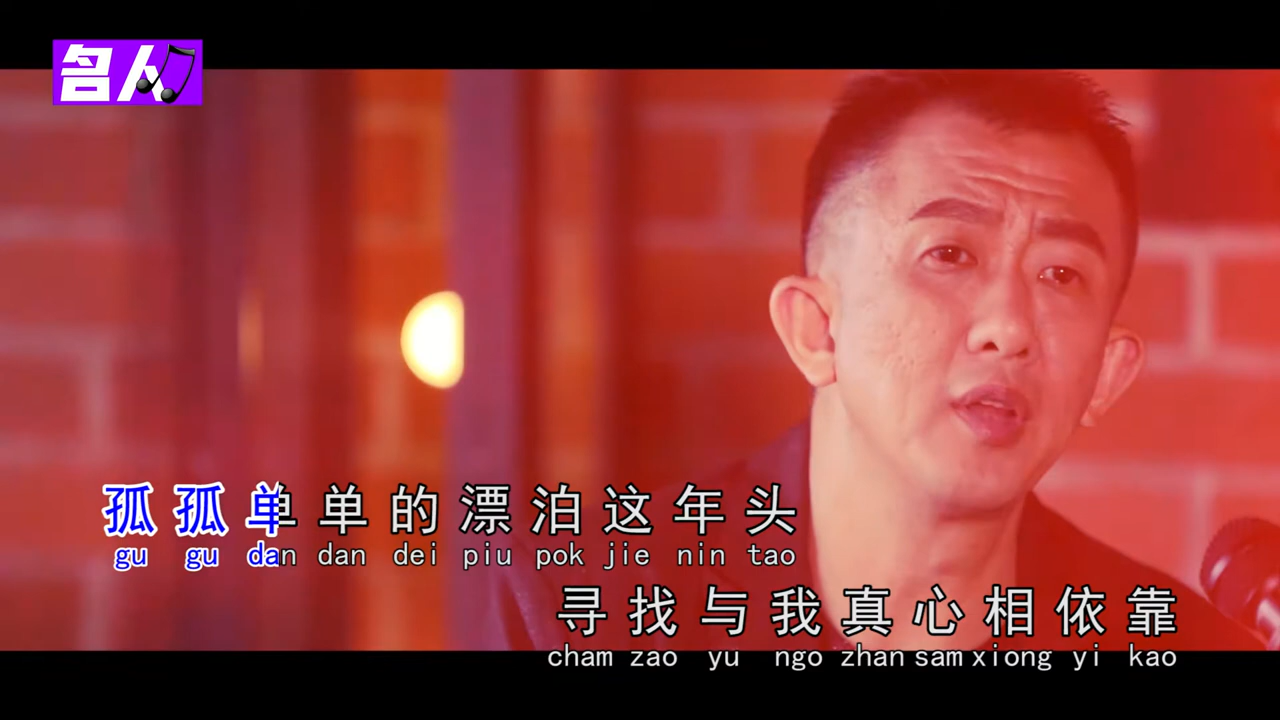 名人
孤孤单单的漂泊这年头
gu gu dan dan dei piu pok jie nin tao
寻找与我真心相依靠
cham zao yu ngo zhan sam xiong yi kao